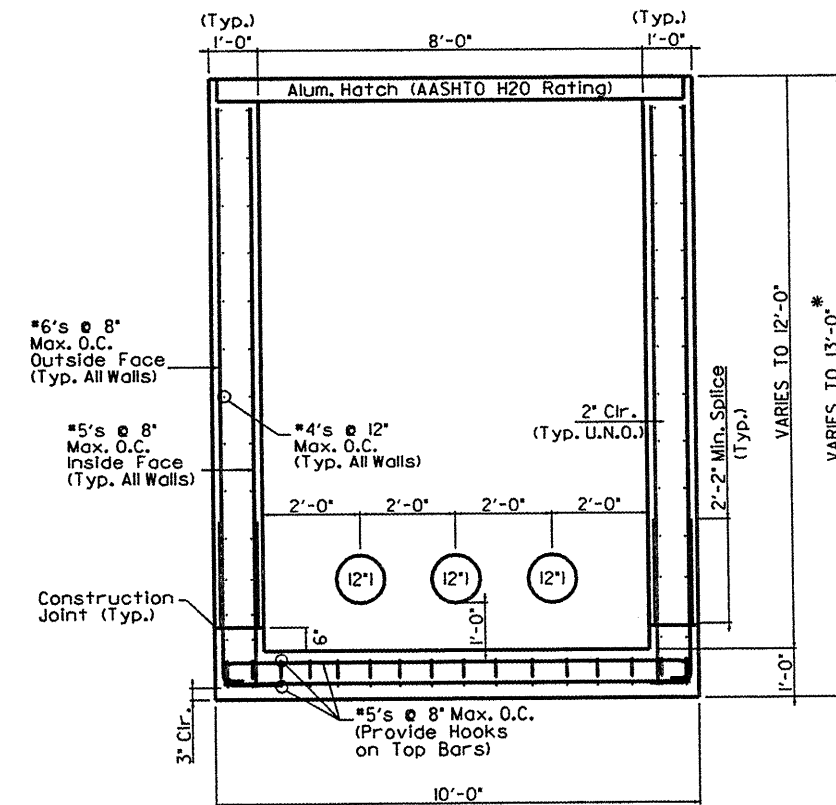 (Typ.)
(Typ.)
1'-0"
8'-0"
1'-0"
Alum. Hatch (AASHTO H20 Rating)
#6's @ 8"
Max. O.C.
Outside Face
(Typ. All Walls)
#4's @ 12"
Max. O.C.
(Typ. All Walls)
#5's @ 8"
Max. O.C.
Inside Face
(Typ. All Walls)
2" Clr.
(Typ. U.N.O.)
2'-2" Min. Splice
(Typ.)
VARIES TO 12'-0"
VARIES TO 13'-0" *
2'-0"
2'-0"
2'-0"
2'-0"
12"1
12"1
12"1
Construction
Joint (Typ.)
6"
1'-0"
1'-0"
3" Clr.
#5's @ 8" Max. O.C.
(Provide Hooks
on Top Bars)
10'-0"